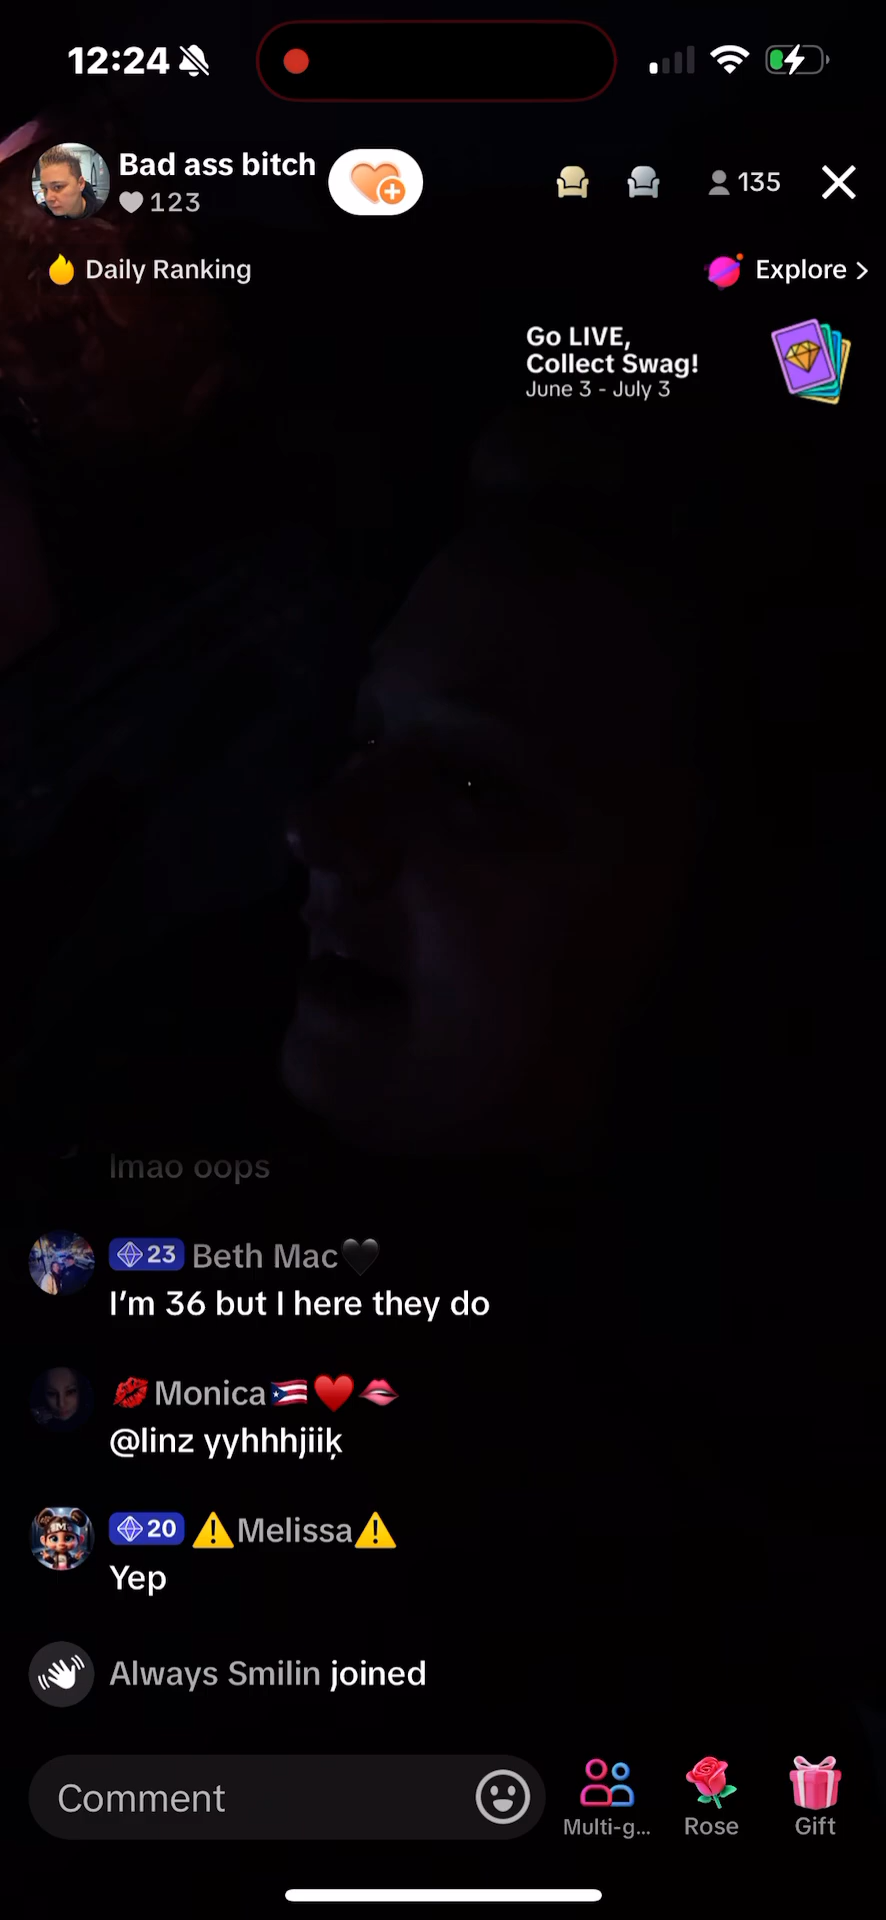 12:24
Bad ass bitch
123
135
Daily Ranking
Explore >
Go LIVE,
Collect Swag!
June 3 - July 3
lmao oops
23 Beth Mac🖤
I'm 36 but I here they do
💋Monica🇵🇷❤️🫦
@linz yyhhhjiiķ
M
20 ⚠️Melissa⚠️
Yep
Always Smilin joined
Comment
Multi-g...
Rose
Gift